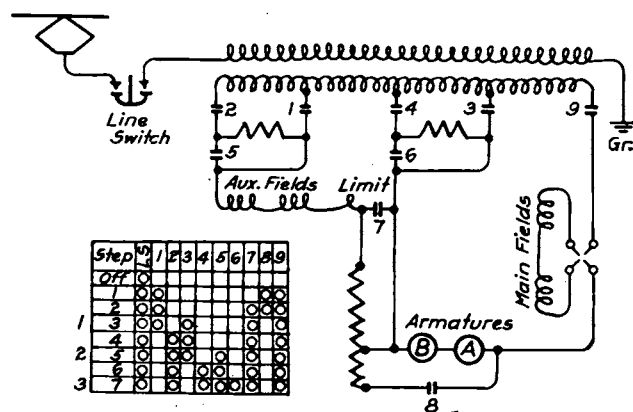 Line
Switch
2
1
4
3
9
5
6
Gr.
Aux. Fields
Limit
7
Main Fields
Armatures
B
A
8
Step LS 1 2 3 4 5 6 7 8 9
Off
1
2
1 3
4
2 5
6
3 7